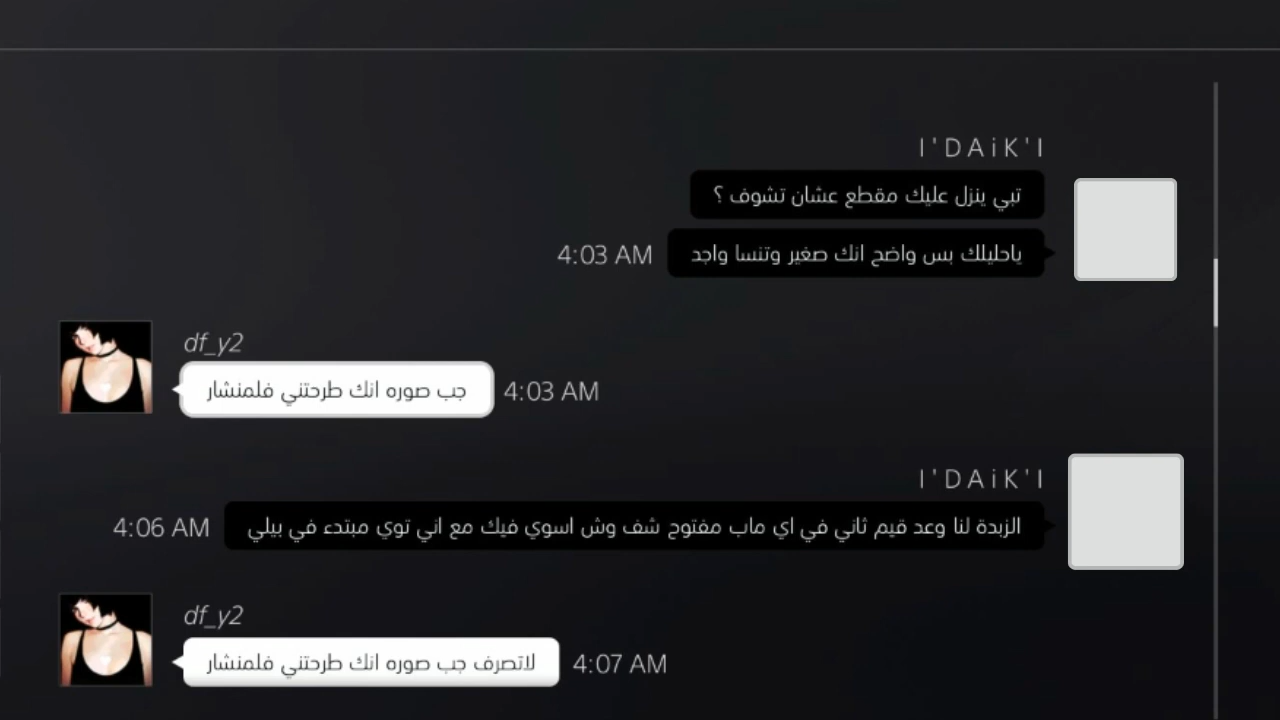 I'DAiK'I
تبي ينزل عليك مقطع عشان تشوف ؟
ياحليلك بس واضح انك صغير وتنسا واجد
4:03 AM
df_y2
جب صوره انك طرحتني فلمنشار
4:03 AM
I'DAiK'I
الزبدة لنا وعد قيم ثاني في اي ماب مفتوح شف وش اسوي فيك مع اني توي مبتدء في بيلي
4:06 AM
df_y2
لاتصرف جب صوره انك طرحتني فلمنشار
4:07 AM